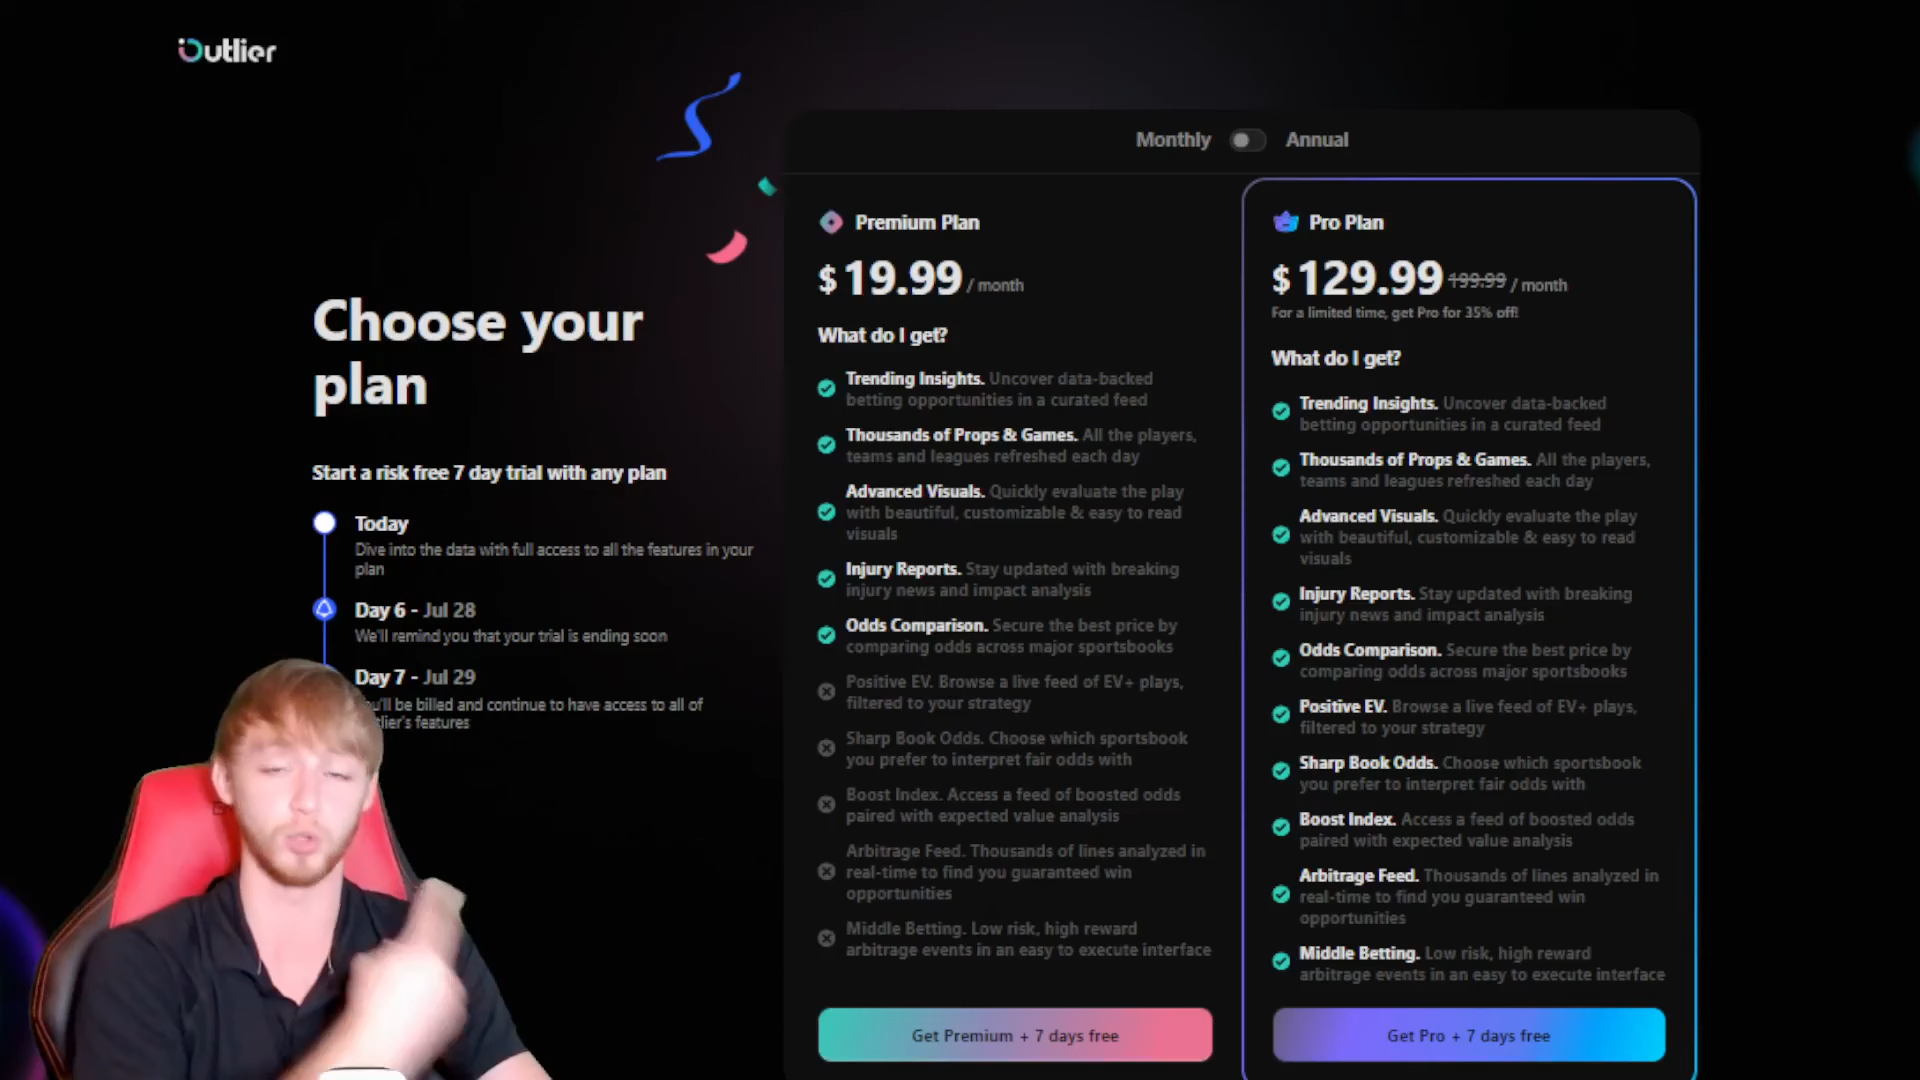 Outlier
Choose your
plan
Start a risk free 7 day trial with any plan
Today
Dive into the data with full access to all the features in your
plan
Day 6 - Jul 28
We'll remind you that your trial is ending soon
Day 7 - Jul 29
be billed and continue to have access to all of
features
Monthly
Annual
Premium Plan
$ 19.99 / month
What do I get?
Trending Insights. Uncover data-backed
betting opportunities in a curated feed
Thousands of Props & Games. All the players,
teams and leagues refreshed each day
Advanced Visuals. Quickly evaluate the play
with beautiful, customizable & easy to read
visuals
Injury Reports. Stay updated with breaking
injury news and impact analysis
Odds Comparison. Secure the best price by
comparing odds across major sportsbooks
Positive EV. Browse a live feed of EV+ plays,
filtered to your strategy
Sharp Book Odds. Choose which sportsbook
you prefer to interpret fair odds with
Boost Index. Access a feed of boosted odds
paired with expected value analysis
Arbitrage Feed. Thousands of lines analyzed in
real-time to find you guaranteed win
opportunities
Middle Betting. Low risk, high reward
arbitrage events in an easy to execute interface
Get Premium + 7 days free
Pro Plan
$ 129.99 199.99 / month
For a limited time, get Pro for 35% off!
What do I get?
Trending Insights. Uncover data-backed
betting opportunities in a curated feed
Thousands of Props & Games. All the players,
teams and leagues refreshed each day
Advanced Visuals. Quickly evaluate the play
with beautiful, customizable & easy to read
visuals
Injury Reports. Stay updated with breaking
injury news and impact analysis
Odds Comparison. Secure the best price by
comparing odds across major sportsbooks
Positive EV. Browse a live feed of EV+ plays,
filtered to your strategy
Sharp Book Odds. Choose which sportsbook
you prefer to interpret fair odds with
Boost Index. Access a feed of boosted odds
paired with expected value analysis
Arbitrage Feed. Thousands of lines analyzed in
real-time to find you guaranteed win
opportunities
Middle Betting. Low risk, high reward
arbitrage events in an easy to execute interface
Get Pro + 7 days free